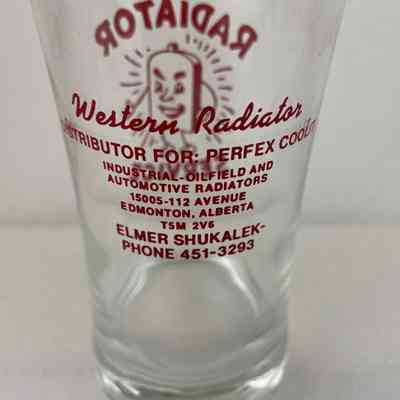 RADIATOR
Western Radiator
DISTRIBUTOR FOR: PERFEX COOL
INDUSTRIAL-OILFIELD AND
AUTOMOTIVE RADIATORS
15005-112 AVENUE
EDMONTON, ALBERTA
T5M 2V6
ELMER SHUKALEK-
PHONE 451-3293